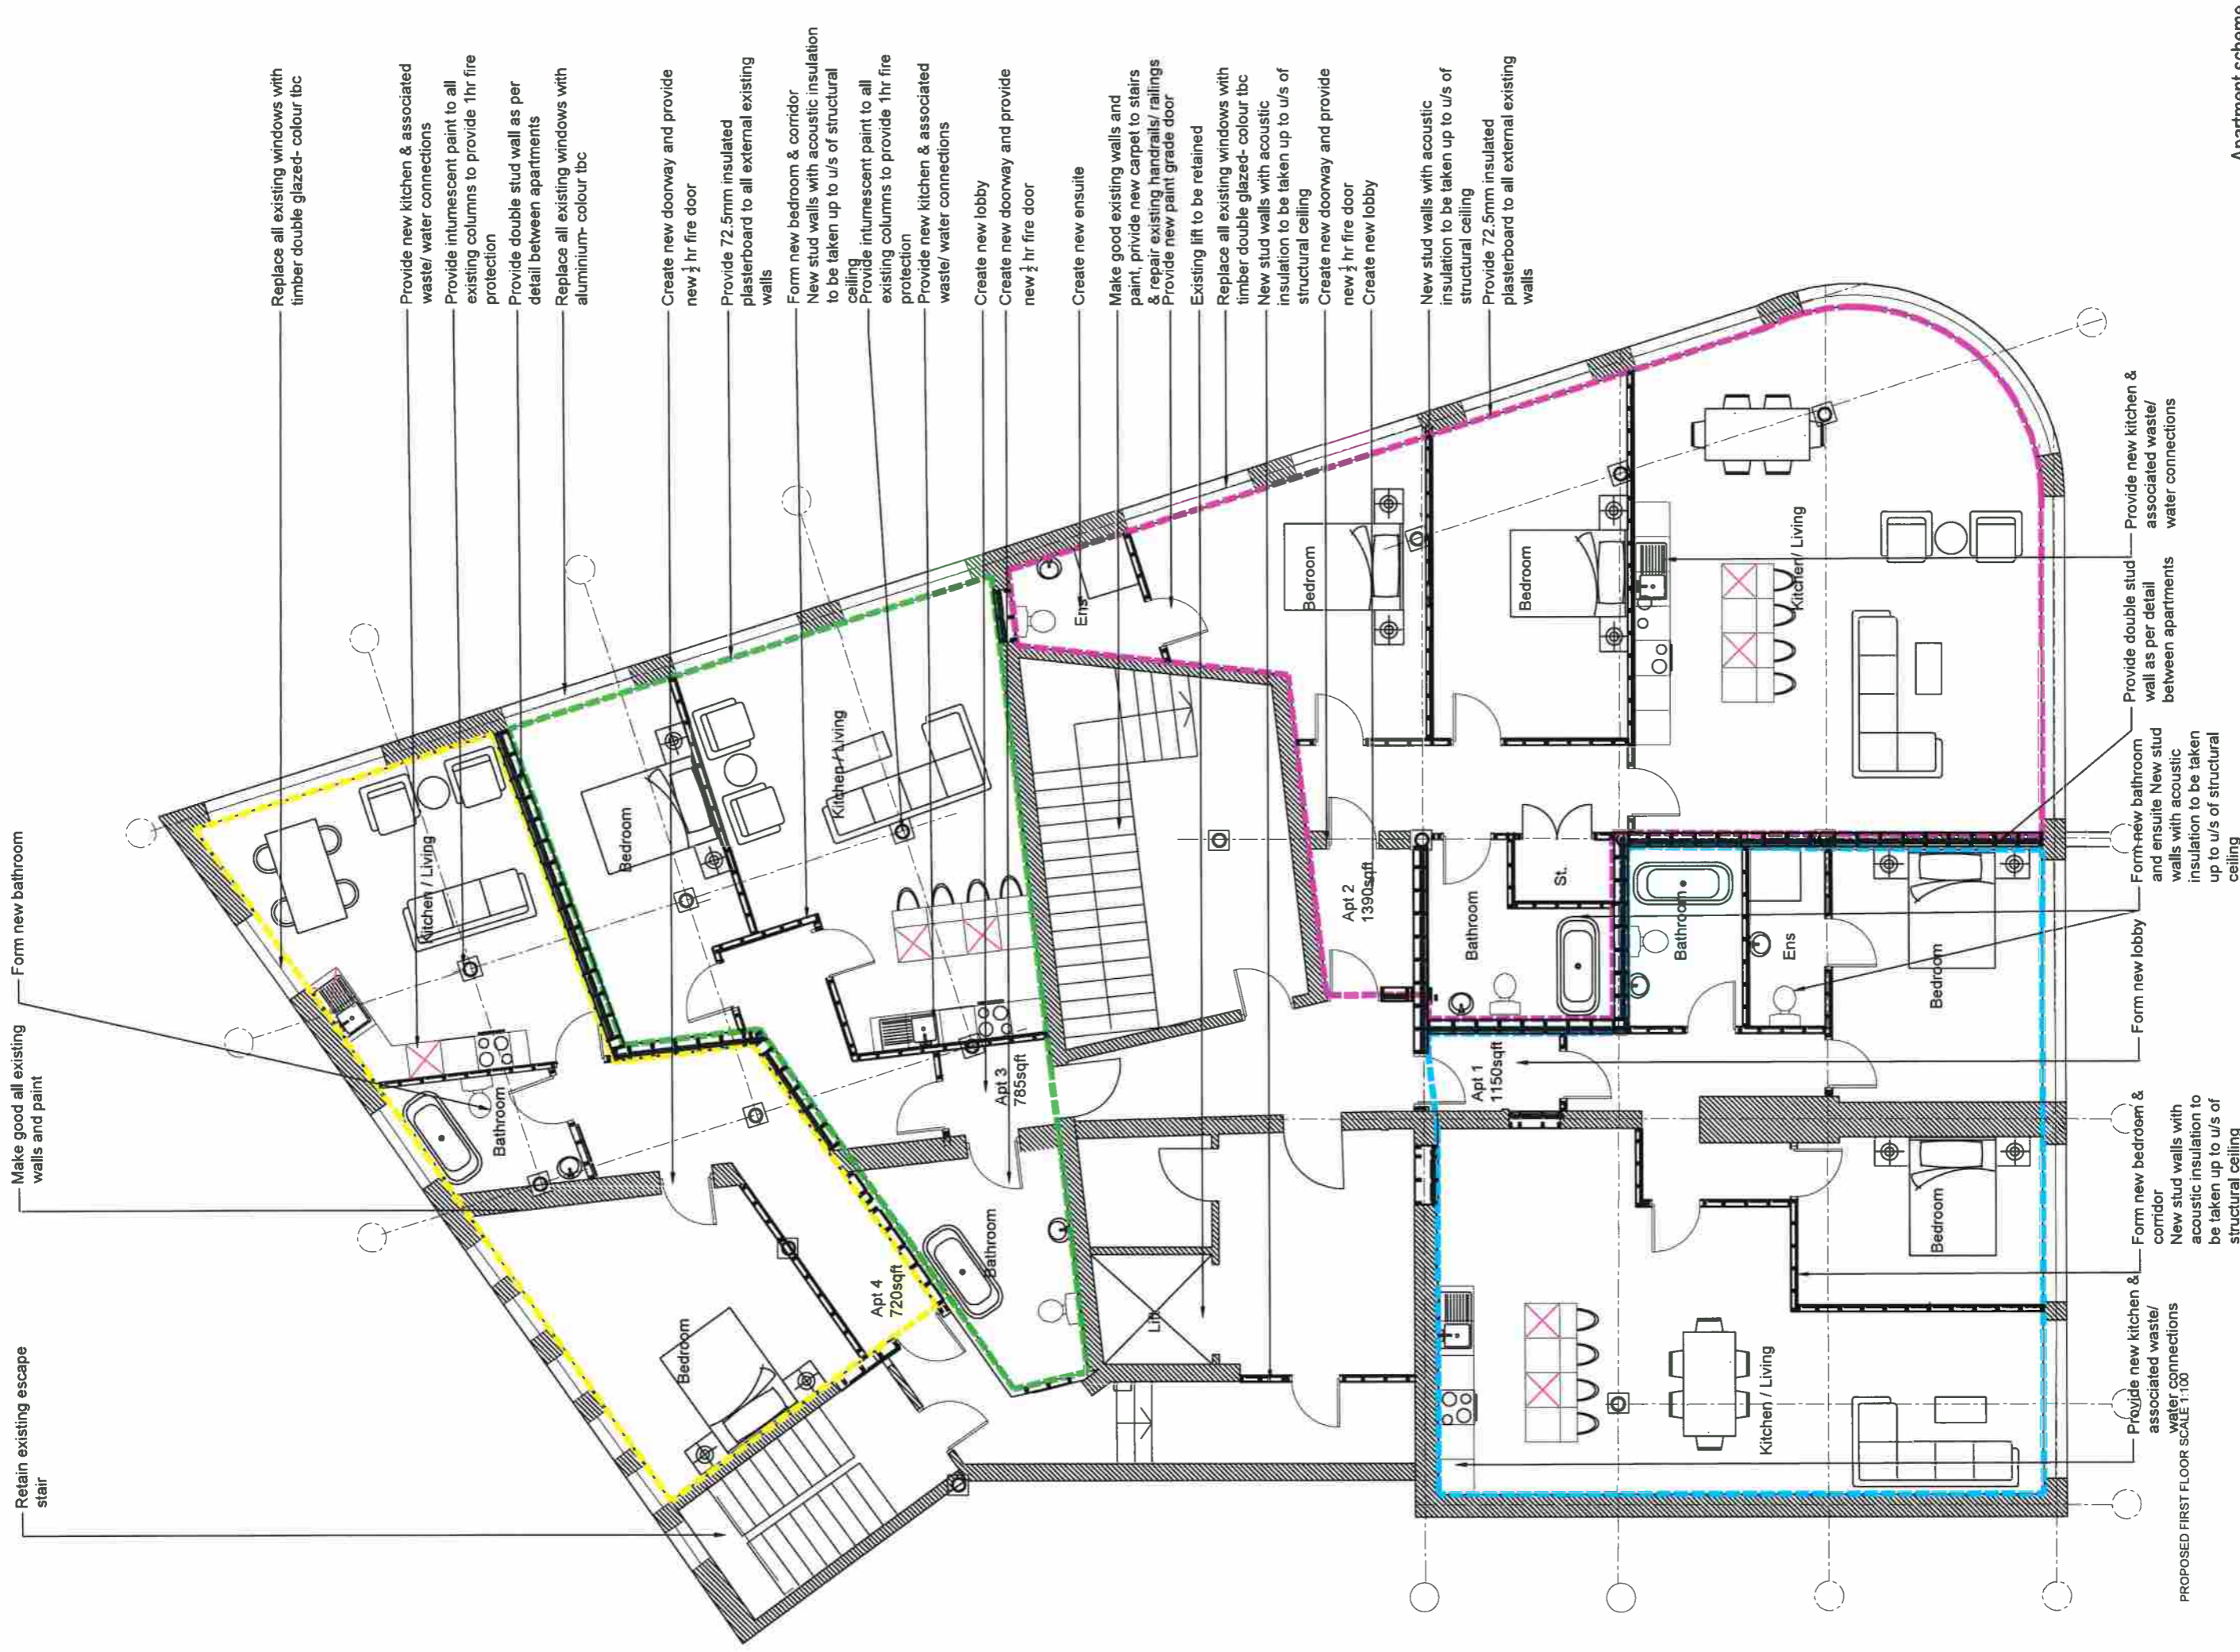 Retain existing escape
stair
Make good all existing
walls and paint
Form new bathroom
Replace all existing windows with
timber double glazed- colour tbc
Provide new kitchen & associated
waste/ water connections
Provide intumescent paint to all
existing columns to provide 1hr fire
protection
Provide double stud wall as per
detail between apartments
Replace all existing windows with
aluminium- colour tbc
Create new doorway and provide
new ½ hr fire door
Provide 72.5mm insulated
plasterboard to all external existing
walls
Form new bedroom & corridor
New stud walls with acoustic insulation
to be taken up to u/s of structural
ceiling
Provide intumescent paint to all
existing columns to provide 1hr fire
protection
Provide new kitchen & associated
waste/ water connections
Create new lobby
Create new doorway and provide
new ½ hr fire door
Create new ensuite
Make good existing walls and
paint, privide new carpet to stairs
& repair existing handrails/ railings
Provide new paint grade door
Existing lift to be retained
Replace all existing windows with
timber double glazed- colour tbc
New stud walls with acoustic
insulation to be taken up to u/s of
structural ceiling
Create new doorway and provide
new ½ hr fire door
Create new lobby
New stud walls with acoustic
insulation to be taken up to u/s of
structural ceiling
Provide 72.5mm insulated
plasterboard to all external existing
walls
Kitchen / Living
Bathroom
Bedroom
Apt 4
720sqft
Bedroom
Kitchen / Living
Apt 3
785sqft
Bathroom
Lift
Ens
Bedroom
Bedroom
Kitchen / Living
Apt 2
1390sqft
Bathroom
St.
Bathroom
Ens
Bedroom
Apt 1
1150sqft
Bedroom
Kitchen / Living
Provide new kitchen &
associated waste/
water connections
Form new bedroom &
corridor
New stud walls with
acoustic insulation to
be taken up to u/s of
structural ceiling
Form new lobby
Form new bathroom
and ensuite New stud
walls with acoustic
insulation to be taken
up to u/s of structural
ceiling
Provide double stud
wall as per detail
between apartments
Provide new kitchen &
associated waste/
water connections
PROPOSED FIRST FLOOR SCALE 1:100
Apartment scheme